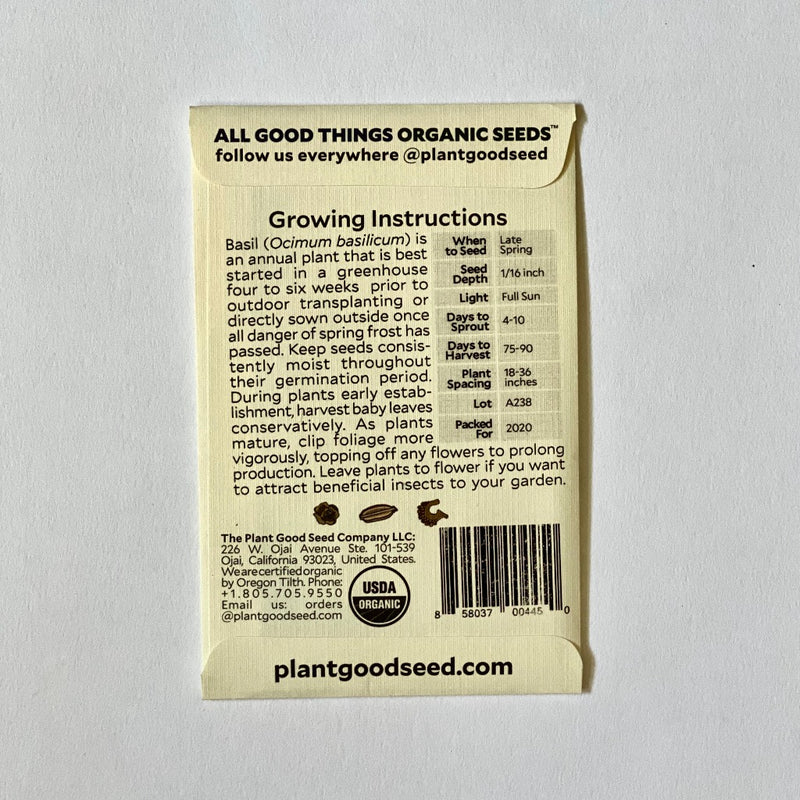 ALL GOOD THINGS ORGANIC SEEDS™
follow us everywhere @plantgoodseed
Growing Instructions
Basil (Ocimum basilicum) is
an annual plant that is best
started in a greenhouse
four to six weeks prior to
outdoor transplanting or
directly sown outside once
all danger of spring frost has
passed. Keep seeds consis-
tently moist throughout
their germination period.
During plants early estab-
lishment, harvest baby leaves
conservatively. As plants
mature, clip foliage more
vigorously, topping off any flowers to prolong
production. Leave plants to flower if you want
to attract beneficial insects to your garden.
When to Seed Late Spring
Seed Depth 1/16 inch
Light Full Sun
Days to Sprout 4-10
Days to Harvest 75-90
Plant Spacing 18-36 inches
Lot A238
Packed For 2020
The Plant Good Seed Company LLC:
226 W. Ojai Avenue Ste. 101-539
Ojai, California 93023, United States.
We are certified organic
by Oregon Tilth. Phone:
+1.805.705.9550
Email us: orders
@plantgoodseed.com
USDA
ORGANIC
8 58037 00445 0
plantgoodseed.com